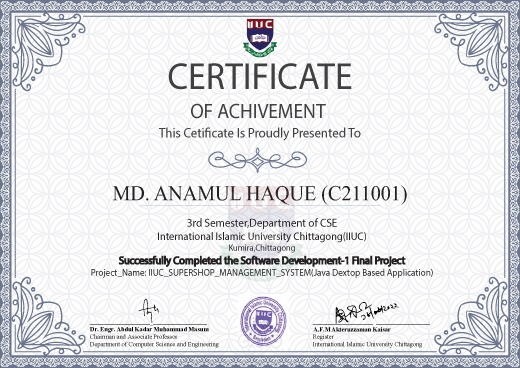 IIUC
CERTIFICATE
OF ACHIVEMENT
This Cetificate Is Proudly Presented To
MD. ANAMUL HAQUE (C211001)
3rd Semester,Department of CSE
International Islamic University Chittagong(IIUC)
Kumira,Chittagong
Successfully Completed the Software Development-1 Final Project
Project_Name: IIUC_SUPERSHOP_MANAGEMENT_SYSTEM(Java Dextop Based Application)
Dr. Engr. Abdul Kadar Muhammad Masum
Chairman and Associate Professor
Department of Computer Science and Engineering
A.F.M Akteruzzaman Kaisar
Register
International Islamic University Chittagong